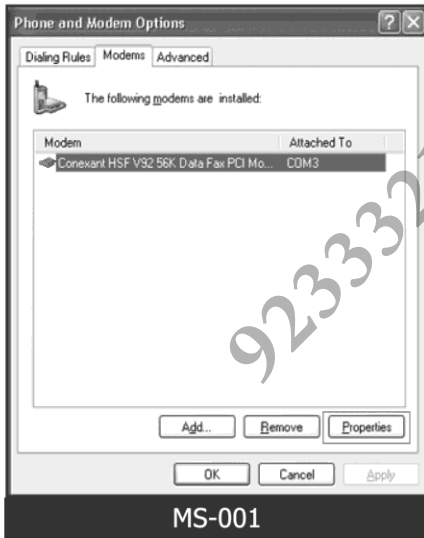 Phone and Modem Options
Dialing Rules Modems Advanced
The following modems are installed:
Modem Attached To
Conexant HSF V92 56K Data Fax PCI Mo... COM3
Add... Remove Properties
OK Cancel Apply
MS-001